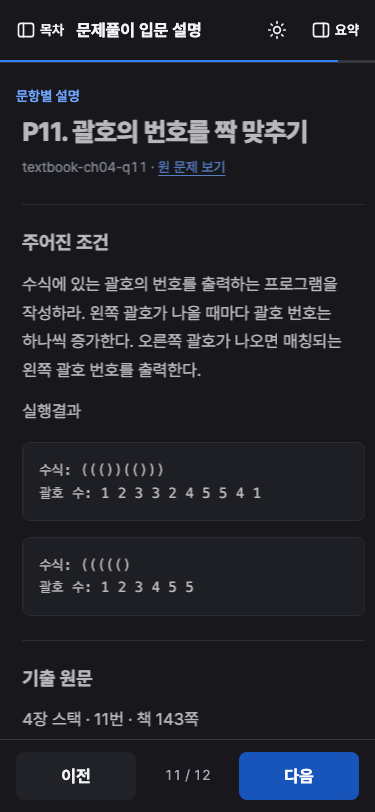 목차 문제풀이 입문 설명 요약
문항별 설명
P11. 괄호의 번호를 짝 맞추기
textbook-ch04-q11 · 원 문제 보기
주어진 조건
수식에 있는 괄호의 번호를 출력하는 프로그램을
작성하라. 왼쪽 괄호가 나올 때마다 괄호 번호는
하나씩 증가한다. 오른쪽 괄호가 나오면 매칭되는
왼쪽 괄호 번호를 출력한다.
실행결과
수식: ((())(()))
괄호 수: 1 2 3 3 2 4 5 5 4 1
수식: ((((()
괄호 수: 1 2 3 4 5 5
기출 원문
4장 스택 · 11번 · 책 143쪽
이전 11 / 12 다음